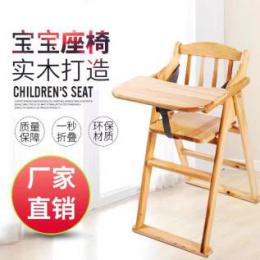 宝宝座椅
实木打造
CHILDREN'S SEAT
质量 一秒 环保
保障 折叠 材质
厂家
直销